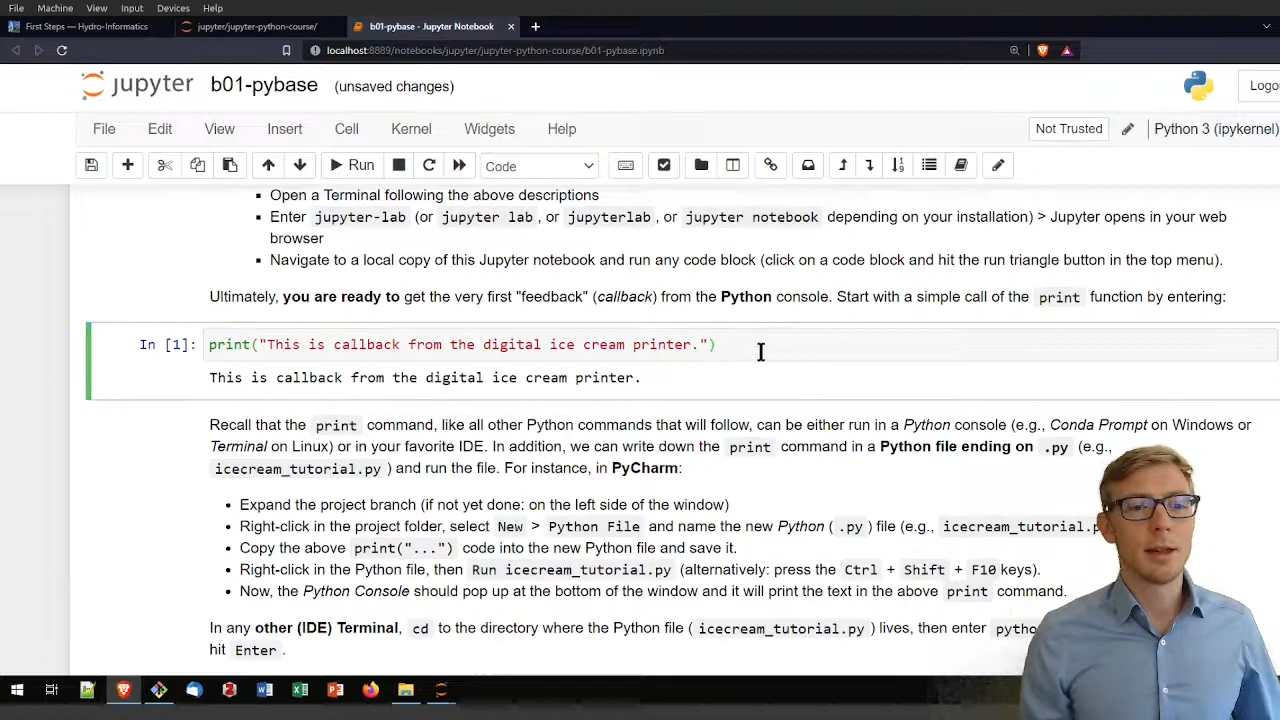 File Machine View Input Devices Help
First Steps — Hydro-Informatics jupyter/jupyter-python-course/ b01-pybase - Jupyter Notebook
localhost:8889/notebooks/jupyter/jupyter-python-course/b01-pybase.ipynb
jupyter b01-pybase (unsaved changes)
File Edit View Insert Cell Kernel Widgets Help Not Trusted Python 3 (ipykernel)
Run Code
Open a Terminal following the above descriptions
Enter jupyter-lab (or jupyter lab, or jupyterlab, or jupyter notebook depending on your installation) > Jupyter opens in your web
browser
Navigate to a local copy of this Jupyter notebook and run any code block (click on a code block and hit the run triangle button in the top menu).
Ultimately, you are ready to get the very first "feedback" (callback) from the Python console. Start with a simple call of the print function by entering:
In [1]: print("This is callback from the digital ice cream printer.")
This is callback from the digital ice cream printer.
Recall that the print command, like all other Python commands that will follow, can be either run in a Python console (e.g., Conda Prompt on Windows or
Terminal on Linux) or in your favorite IDE. In addition, we can write down the print command in a Python file ending on .py (e.g.,
icecream_tutorial.py ) and run the file. For instance, in PyCharm:
Expand the project branch (if not yet done: on the left side of the window)
Right-click in the project folder, select New > Python File and name the new Python ( .py) file (e.g., icecream_tutorial.p
Copy the above print("...") code into the new Python file and save it.
Right-click in the Python file, then Run icecream_tutorial.py (alternatively: press the Ctrl + Shift + F10 keys).
Now, the Python Console should pop up at the bottom of the window and it will print the text in the above print command.
In any other (IDE) Terminal, cd to the directory where the Python file ( icecream_tutorial.py ) lives, then enter pytho
hit Enter .